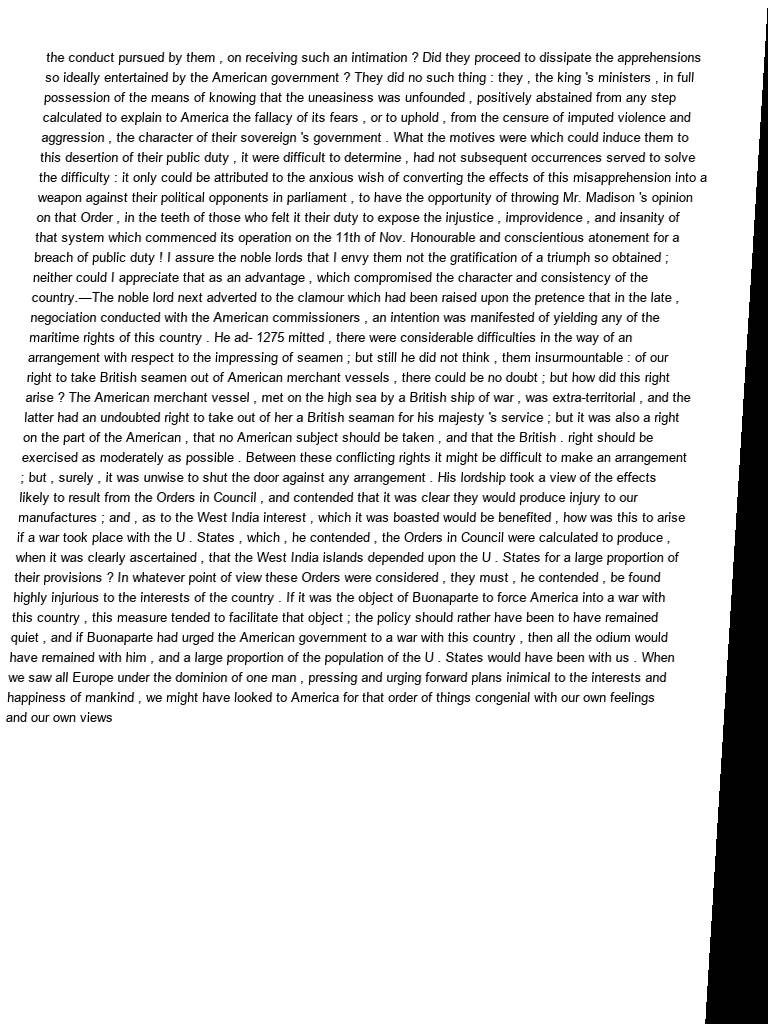 the conduct pursued by them , on receiving such an intimation ? Did they proceed to dissipate the apprehensions
so ideally entertained by the American government ? They did no such thing : they , the king 's ministers , in full
possession of the means of knowing that the uneasiness was unfounded , positively abstained from any step
calculated to explain to America the fallacy of its fears , or to uphold , from the censure of imputed violence and
aggression , the character of their sovereign 's government . What the motives were which could induce them to
this desertion of their public duty , it were difficult to determine , had not subsequent occurrences served to solve
the difficulty : it only could be attributed to the anxious wish of converting the effects of this misapprehension into a
weapon against their political opponents in parliament , to have the opportunity of throwing Mr. Madison 's opinion
on that Order , in the teeth of those who felt it their duty to expose the injustice , improvidence , and insanity of
that system which commenced its operation on the 11th of Nov. Honourable and conscientious atonement for a
breach of public duty ! I assure the noble lords that I envy them not the gratification of a triumph so obtained ;
neither could I appreciate that as an advantage , which compromised the character and consistency of the
country.—The noble lord next adverted to the clamour which had been raised upon the pretence that in the late ,
negociation conducted with the American commissioners , an intention was manifested of yielding any of the
maritime rights of this country . He ad- 1275 mitted , there were considerable difficulties in the way of an
arrangement with respect to the impressing of seamen ; but still he did not think , them insurmountable : of our
right to take British seamen out of American merchant vessels , there could be no doubt ; but how did this right
arise ? The American merchant vessel , met on the high sea by a British ship of war , was extra-territorial , and the
latter had an undoubted right to take out of her a British seaman for his majesty 's service ; but it was also a right
on the part of the American , that no American subject should be taken , and that the British . right should be
exercised as moderately as possible . Between these conflicting rights it might be difficult to make an arrangement
; but , surely , it was unwise to shut the door against any arrangement . His lordship took a view of the effects
likely to result from the Orders in Council , and contended that it was clear they would produce injury to our
manufactures ; and , as to the West India interest , which it was boasted would be benefited , how was this to arise
if a war took place with the U . States , which , he contended , the Orders in Council were calculated to produce ,
when it was clearly ascertained , that the West India islands depended upon the U . States for a large proportion of
their provisions ? In whatever point of view these Orders were considered , they must , he contended , be found
highly injurious to the interests of the country . If it was the object of Buonaparte to force America into a war with
this country , this measure tended to facilitate that object ; the policy should rather have been to have remained
quiet , and if Buonaparte had urged the American government to a war with this country , then all the odium would
have remained with him , and a large proportion of the population of the U . States would have been with us . When
we saw all Europe under the dominion of one man , pressing and urging forward plans inimical to the interests and
happiness of mankind , we might have looked to America for that order of things congenial with our own feelings
and our own views